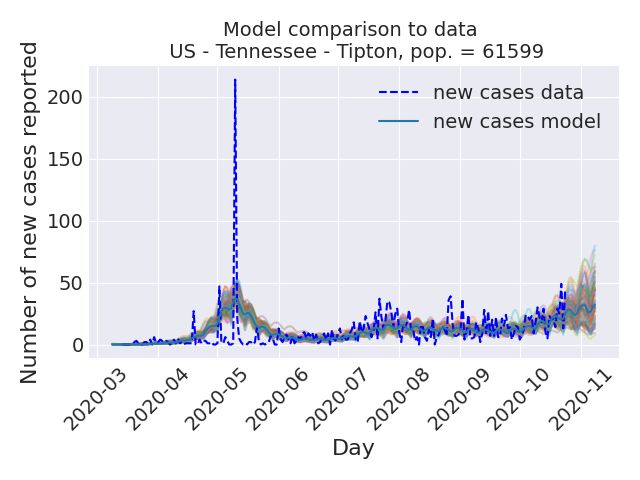 Model comparison to data
US - Tennessee - Tipton, pop. = 61599
Number of new cases reported
200
150
100
50
0
new cases data
new cases model
2020-03
2020-04
2020-05
2020-06
2020-07
2020-08
2020-09
2020-10
2020-11
Day